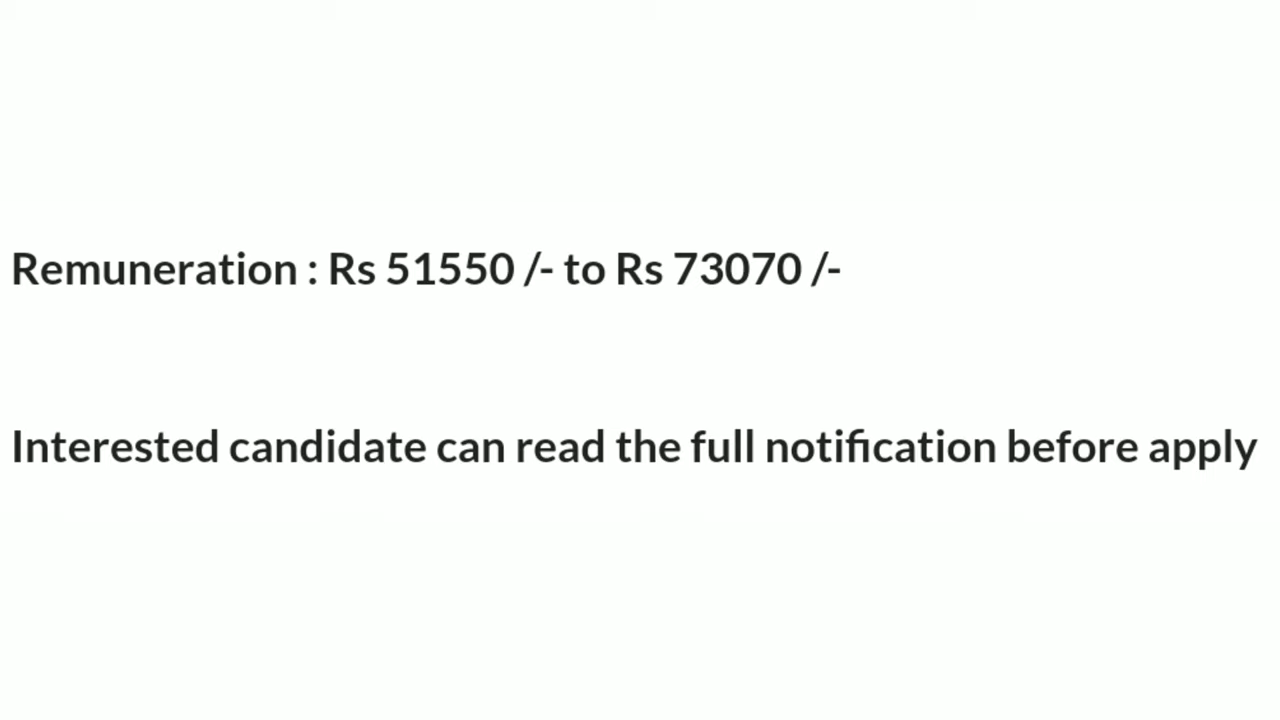 Remuneration : Rs 51550 /- to Rs 73070 /-
Interested candidate can read the full notification before apply